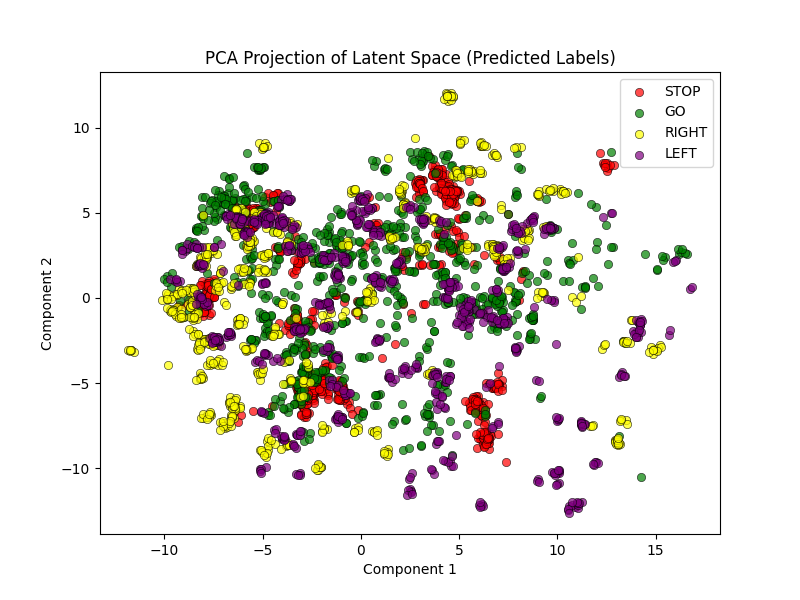 PCA Projection of Latent Space (Predicted Labels)
STOP
GO
RIGHT
LEFT
10
5
0
−5
−10
Component 2
−10
−5
0
5
10
15
Component 1